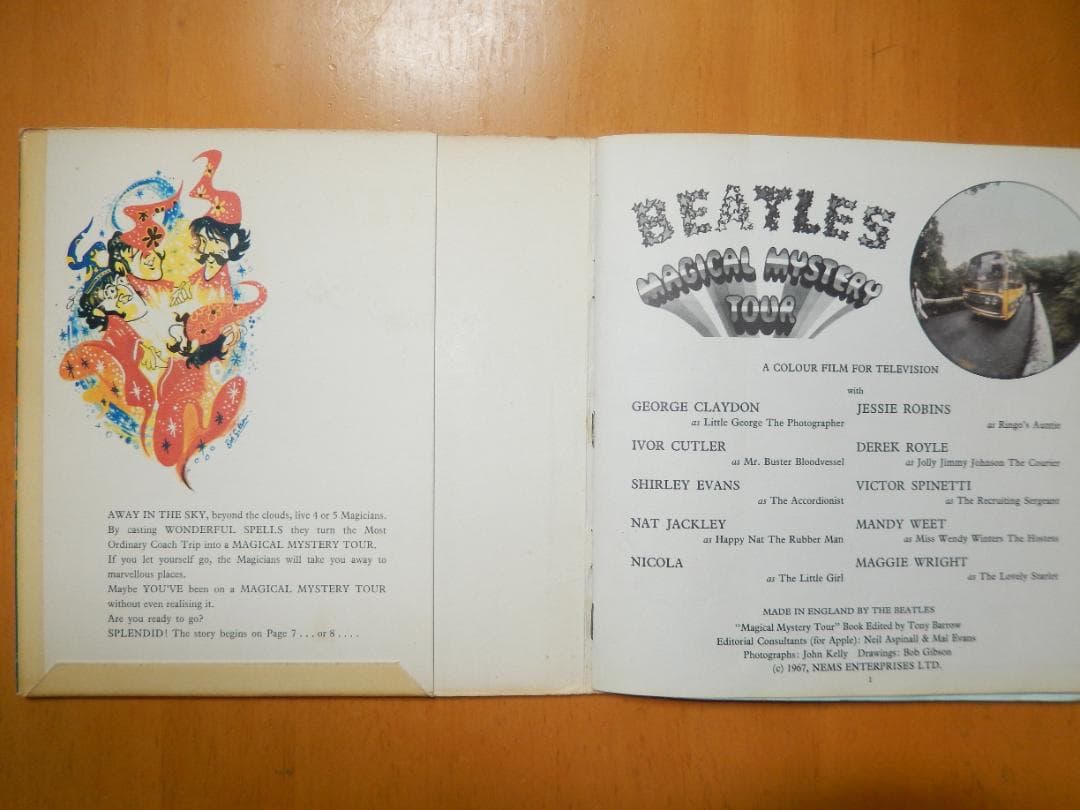 AWAY IN THE SKY, beyond the clouds, live 4 or 5 Magicians.
By casting WONDERFUL SPELLS they turn the Most
Ordinary Coach Trip into a MAGICAL MYSTERY TOUR.
If you let yourself go, the Magicians will take you away to
marvellous places.
Maybe YOU'VE been on a MAGICAL MYSTERY TOUR
without even realising it.
Are you ready to go?
SPLENDID! The story begins on Page 7 . . . or 8 . . . .
BEATLES
MAGICAL MYSTERY
TOUR
A COLOUR FILM FOR TELEVISION
with
GEORGE CLAYDON
as Little George The Photographer
IVOR CUTLER
as Mr. Buster Bloodvessel
SHIRLEY EVANS
as The Accordionist
NAT JACKLEY
as Happy Nat The Rubber Man
NICOLA
as The Little Girl
JESSIE ROBINS
as Ringo's Auntie
DEREK ROYLE
as Jolly Jimmy Johnson The Courier
VICTOR SPINETTI
as The Recruiting Sergeant
MANDY WEET
as Miss Wendy Winters The Hostess
MAGGIE WRIGHT
as The Lovely Starlet
MADE IN ENGLAND BY THE BEATLES
"Magical Mystery Tour" Book Edited by Tony Barrow
Editorial Consultants (for Apple): Neil Aspinall & Mal Evans
Photographs: John Kelly Drawings: Bob Gibson
(c) 1967, NEMS ENTERPRISES LTD.
1